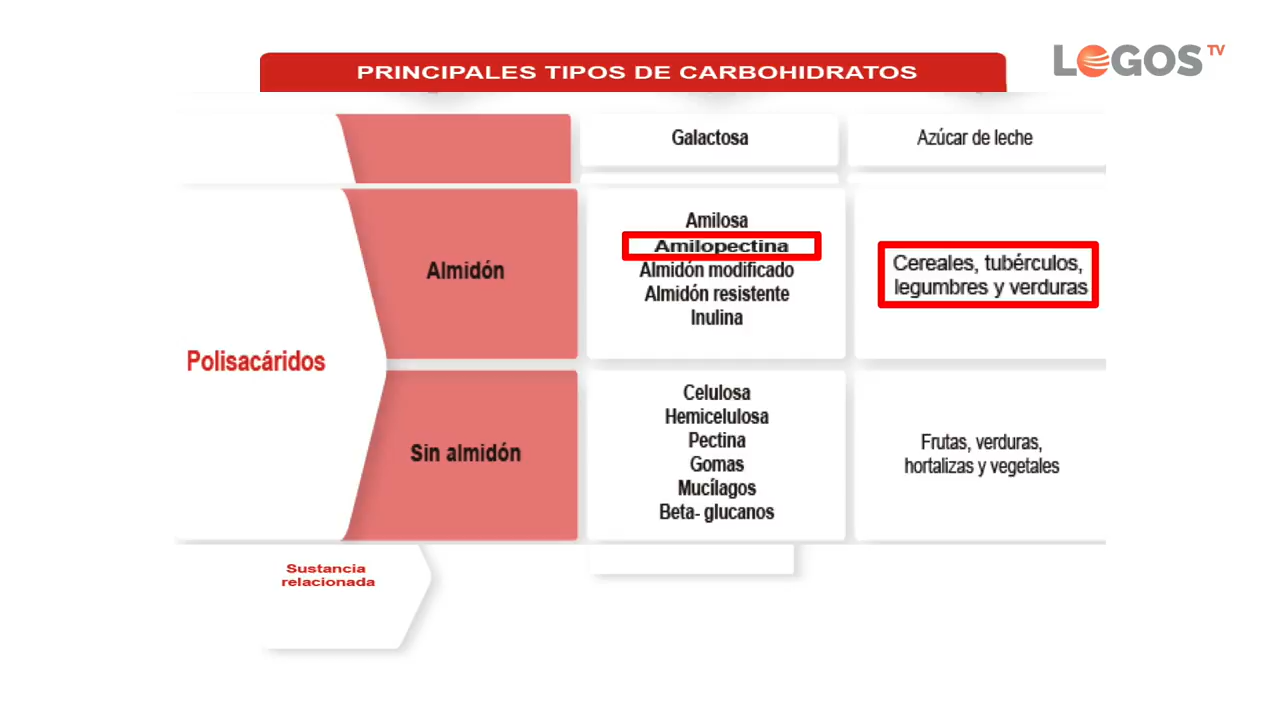 LOGOS TV
PRINCIPALES TIPOS DE CARBOHIDRATOS
Galactosa
Azúcar de leche
Polisacáridos
Almidón
Amilosa
Amilopectina
Almidón modificado
Almidón resistente
Inulina
Cereales, tubérculos,
legumbres y verduras
Sin almidón
Celulosa
Hemicelulosa
Pectina
Gomas
Mucílagos
Beta- glucanos
Frutas, verduras,
hortalizas y vegetales
Sustancia
relacionada